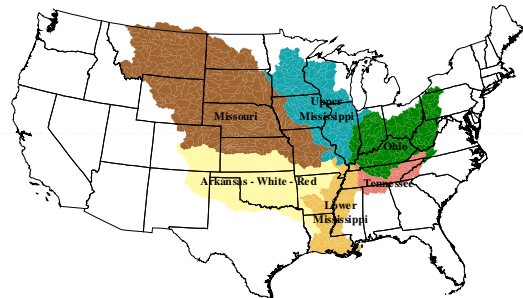 Upper
Mississippi
Missouri
Ohio
Arkansas - White - Red
Tennessee
Lower
Mississippi